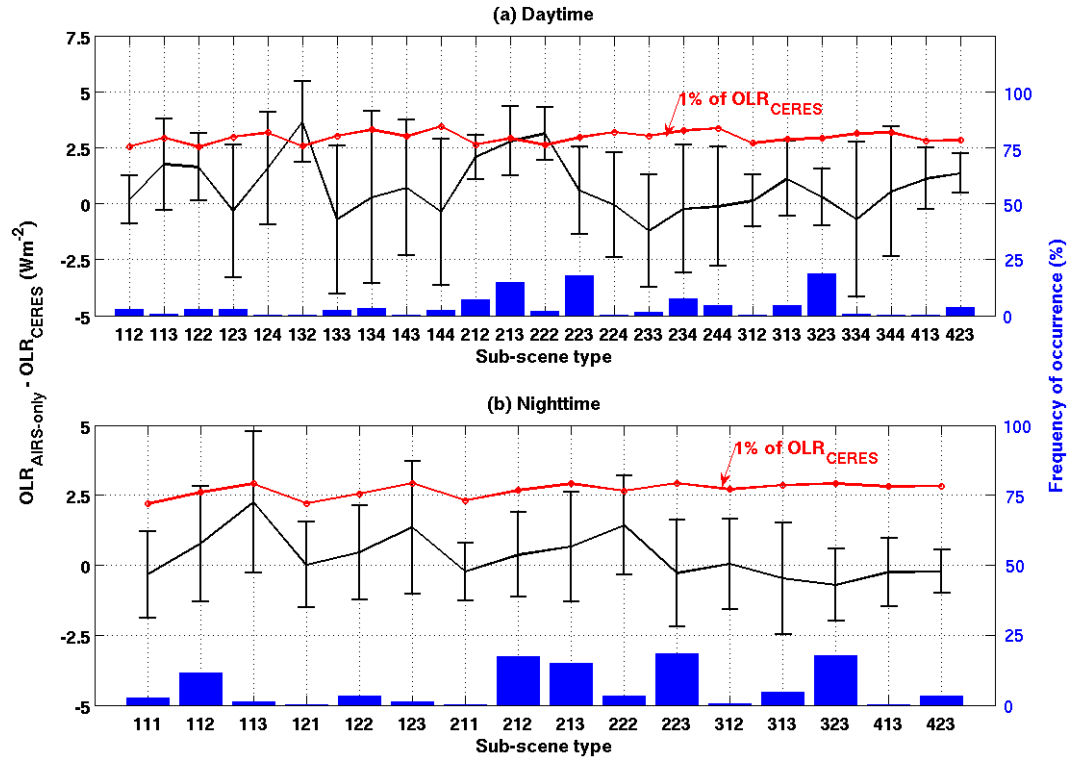 (a) Daytime
7.5
5
2.5
0
-2.5
-5
100
75
50
25
0
1% of OLR_CERES
112 113 122 123 124 132 133 134 143 144 212 213 222 223 224 233 234 244 312 313 323 334 344 413 423
Sub-scene type
OLR_AIRS-only - OLR_CERES (Wm^-2)
Frequency of occurrence (%)
(b) Nighttime
5
2.5
0
-2.5
-5
100
75
50
25
0
1% of OLR_CERES
111 112 113 121 122 123 211 212 213 222 223 312 313 323 413 423
Sub-scene type